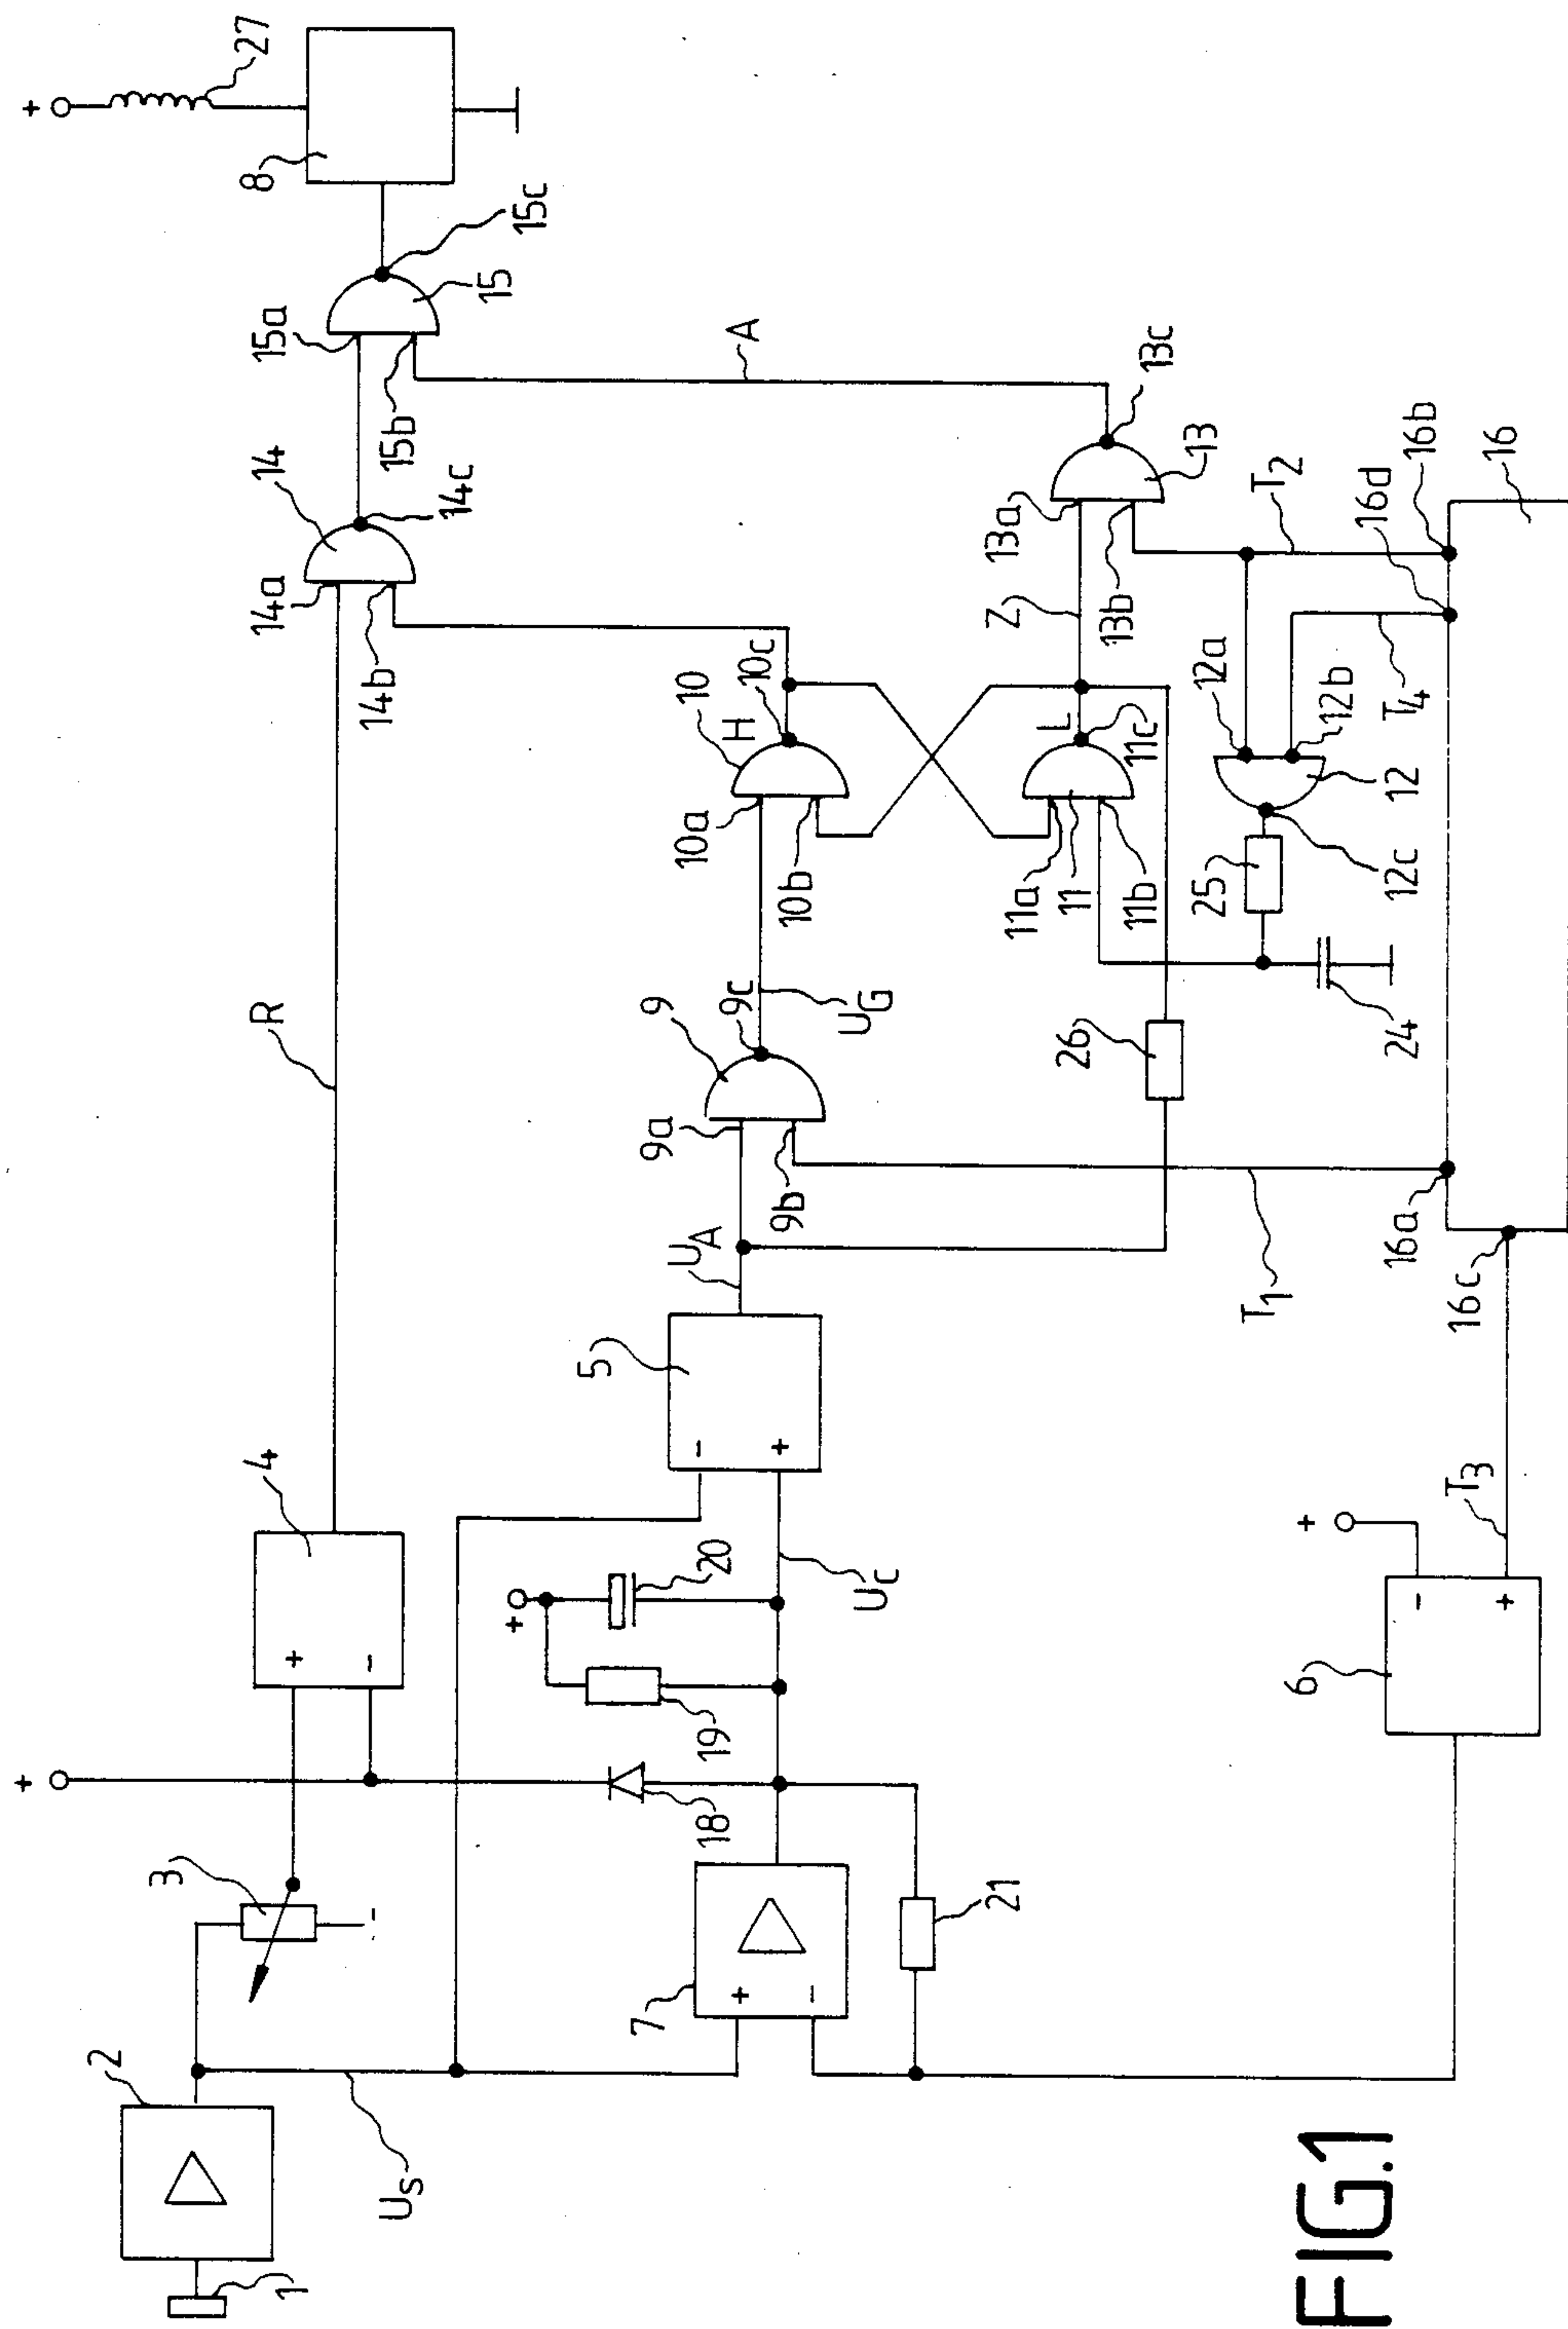 +
27
8
15c
15
15a
15b
A
14
14c
14a
14b
R
10
10c
H
10a
10b
13c
13
13a
13b
Z
L
11c
11a
11
11b
16b
16
16d
T2
T4
12a
12b
12
12c
25
24
26
9
9c
UG
9a
9b
UA
T1
16a
16c
T3
5
-
+
4
+
-
+
20
UC
19
18
+
3
-
7
+
-
21
6
+
-
+
2
1
US
FIG.1